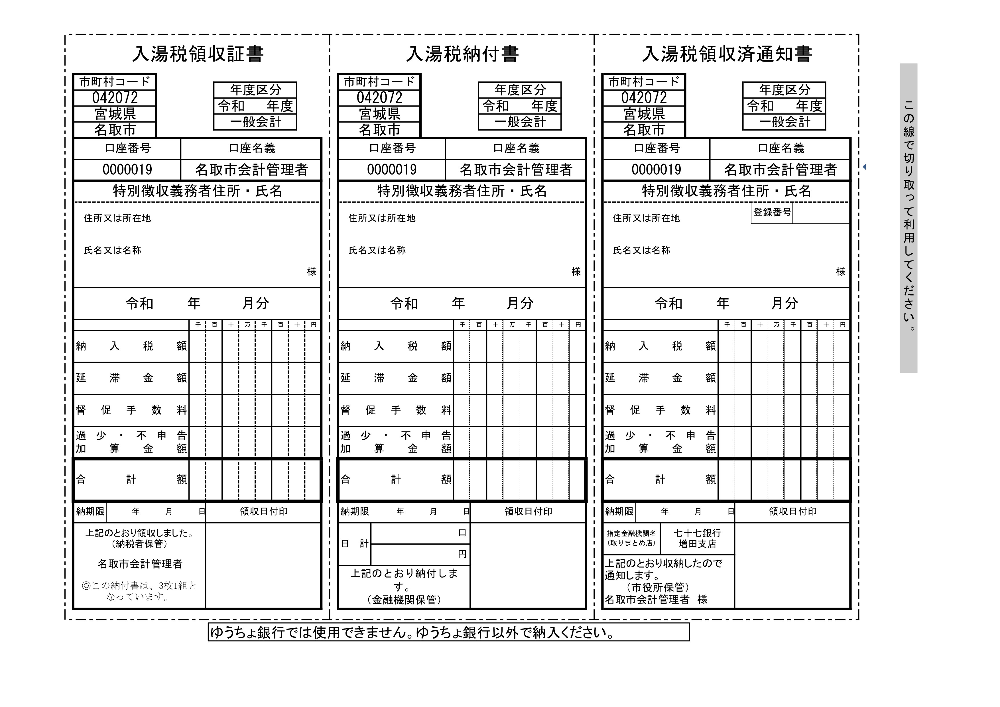 入湯税領収証書
市町村コード
042072
宮城県
名取市
年度区分
令和　年度
一般会計
口座番号　口座名義
0000019　名取市会計管理者
特別徴収義務者住所・氏名
住所又は所在地
氏名又は名称
様
令和　年　月分
千 百 十 万 千 百 十 円
納入税額
延滞金額
督促手数料
過少・不申告
加算金額
合計額
納期限　年　月　日　領収日付印
上記のとおり領収しました。
（納税者保管）
名取市会計管理者
◎この納付書は、3枚1組と
なっています。
入湯税納付書
市町村コード
042072
宮城県
名取市
年度区分
令和　年度
一般会計
口座番号　口座名義
0000019　名取市会計管理者
特別徴収義務者住所・氏名
住所又は所在地
氏名又は名称
様
令和　年　月分
千 百 十 万 千 百 十 円
納入税額
延滞金額
督促手数料
過少・不申告
加算金額
合計額
納期限　年　月　日　領収日付印
日計　口
円
上記のとおり納付しま
す。
（金融機関保管）
入湯税領収済通知書
市町村コード
042072
宮城県
名取市
年度区分
令和　年度
一般会計
口座番号　口座名義
0000019　名取市会計管理者
特別徴収義務者住所・氏名
登録番号
住所又は所在地
氏名又は名称
様
令和　年　月分
千 百 十 万 千 百 十 円
納入税額
延滞金額
督促手数料
過少・不申告
加算金額
合計額
納期限　年　月　日　領収日付印
指定金融機関名
（取りまとめ店）
七十七銀行
増田支店
上記のとおり収納したので
通知します。
（市役所保管）
名取市会計管理者　様
この線で切り取って利用してください。
ゆうちょ銀行では使用できません。ゆうちょ銀行以外で納入ください。